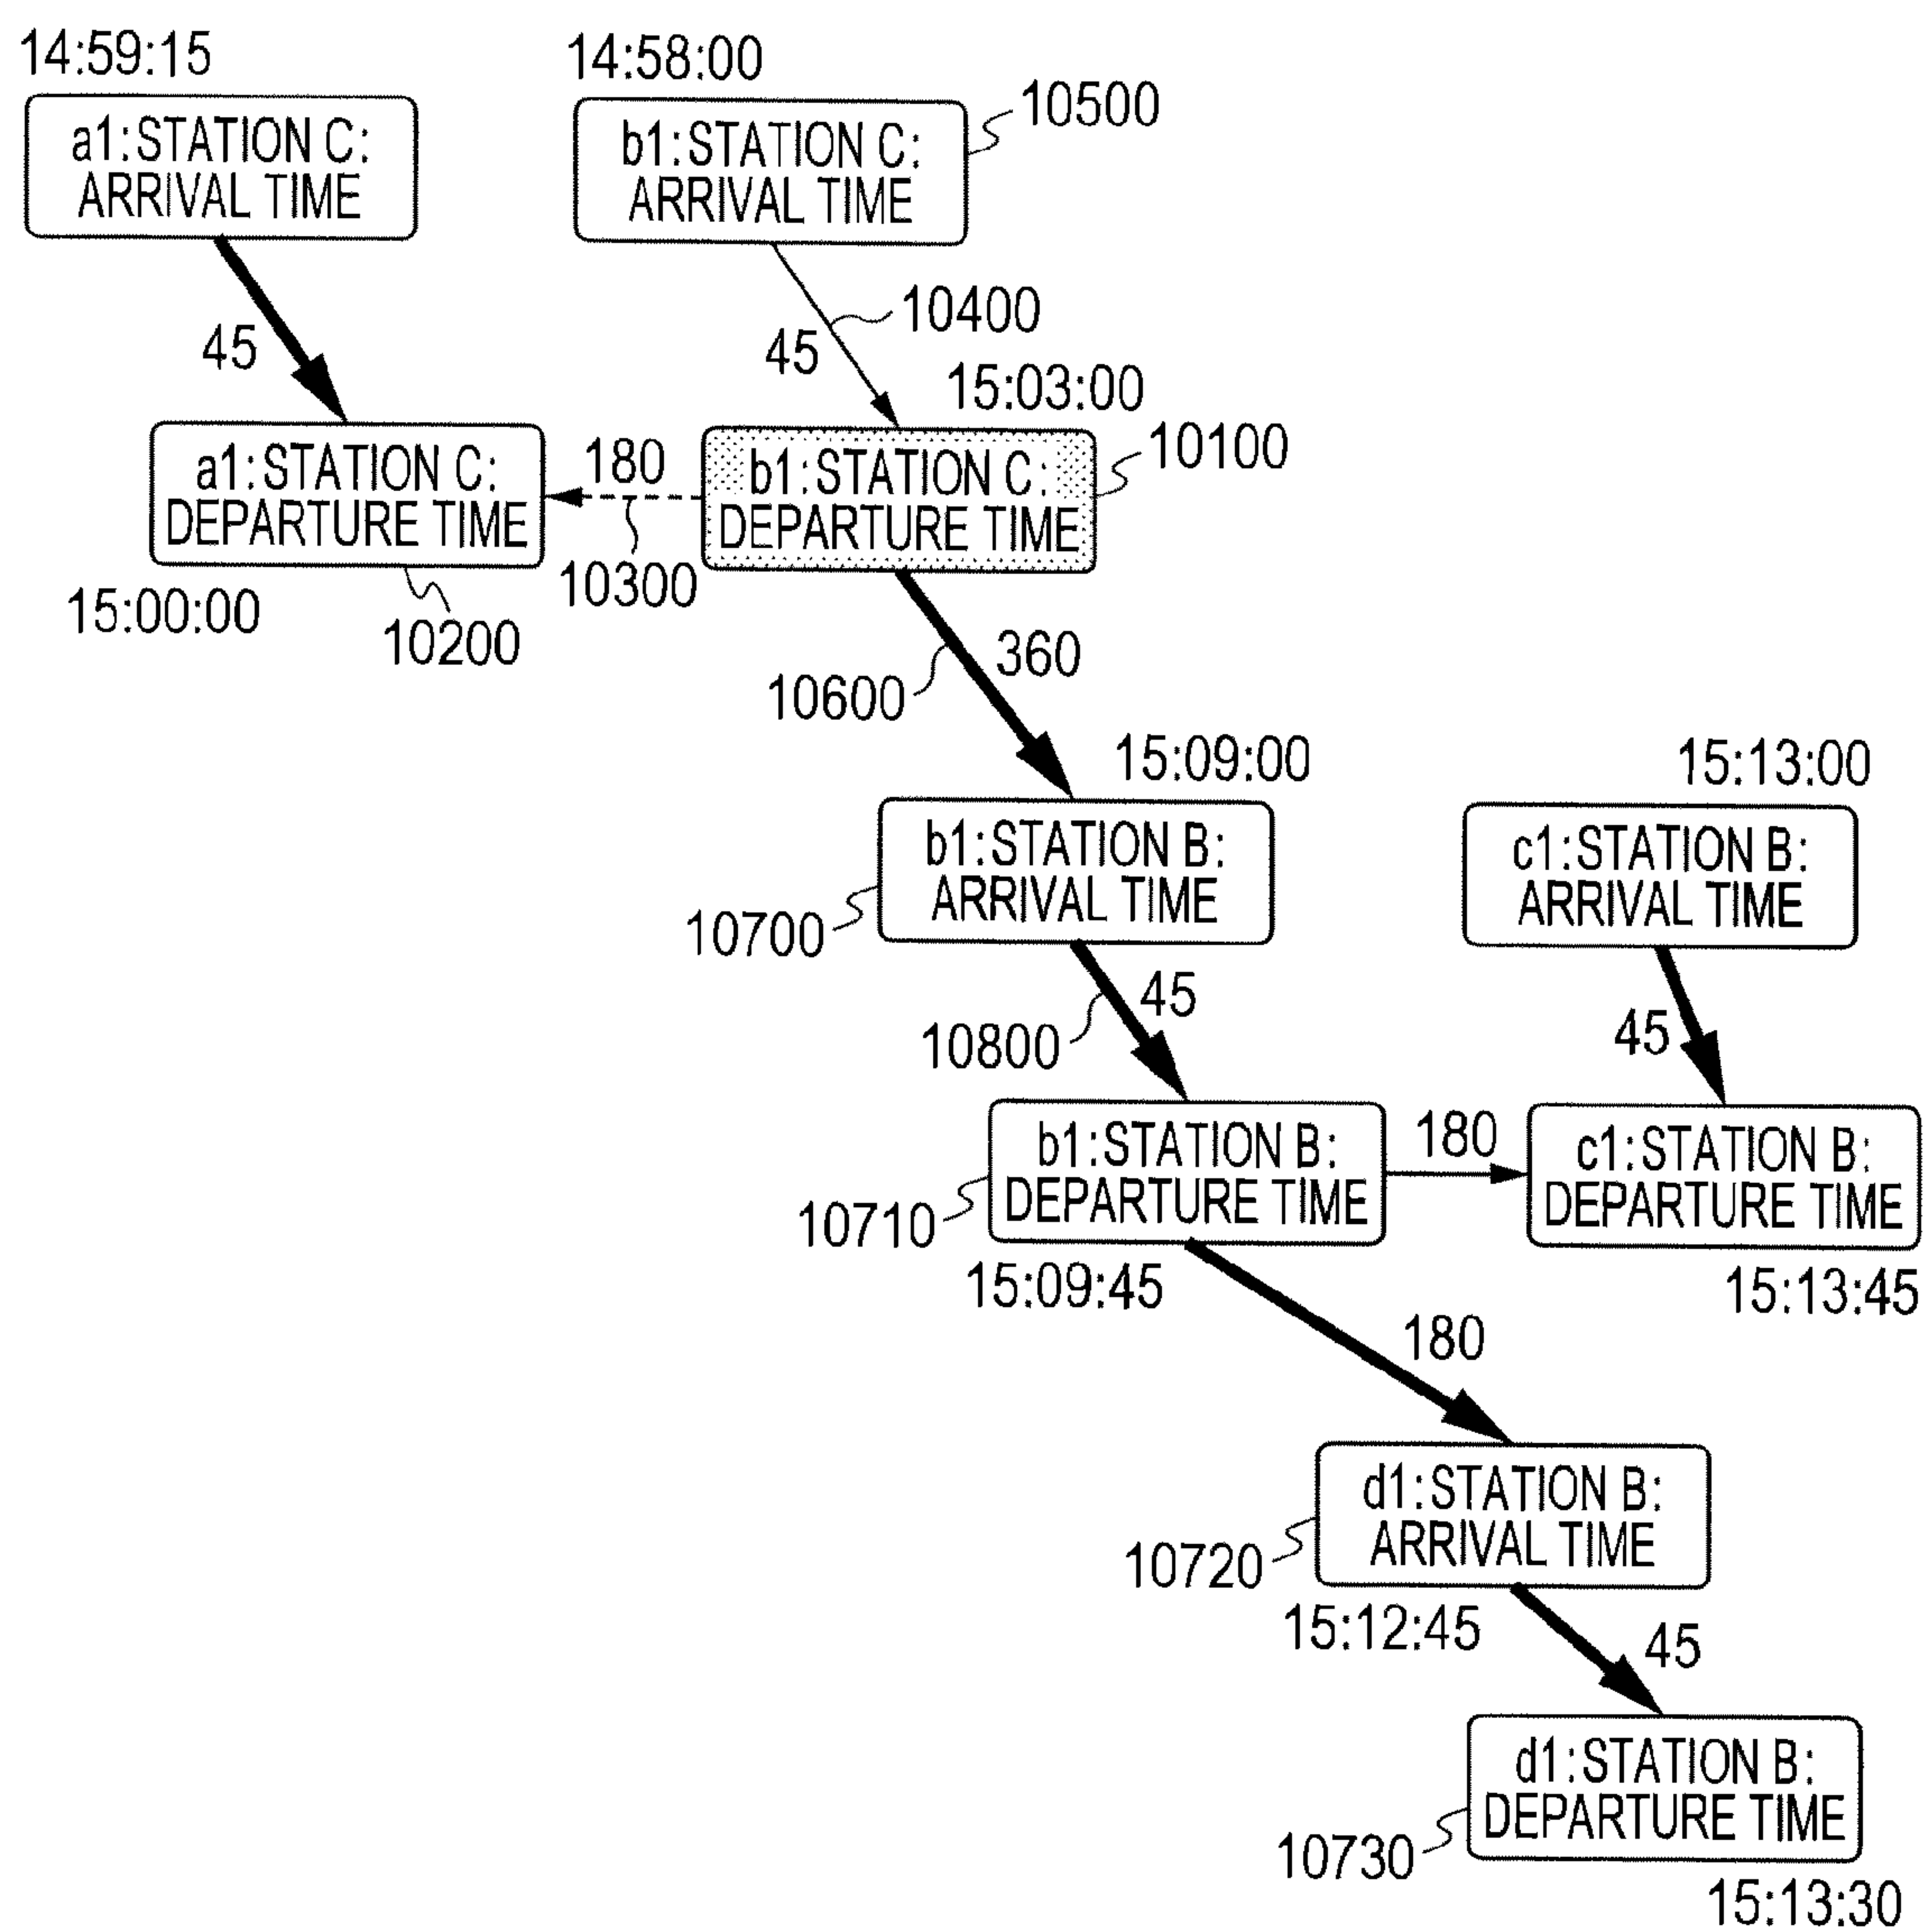 14:59:15
14:58:00
a1:STATION C:
ARRIVAL TIME
b1:STATION C:
ARRIVAL TIME
10500
45
10400
45
15:03:00
a1:STATION C:
DEPARTURE TIME
180
b1:STATION C:
DEPARTURE TIME
10100
10300
15:00:00
10200
360
10600
15:09:00
15:13:00
b1:STATION B:
ARRIVAL TIME
c1:STATION B:
ARRIVAL TIME
10700
45
10800
45
b1:STATION B:
DEPARTURE TIME
180
c1:STATION B:
DEPARTURE TIME
10710
15:09:45
15:13:45
180
d1:STATION B:
ARRIVAL TIME
10720
15:12:45
45
d1:STATION B:
DEPARTURE TIME
10730
15:13:30